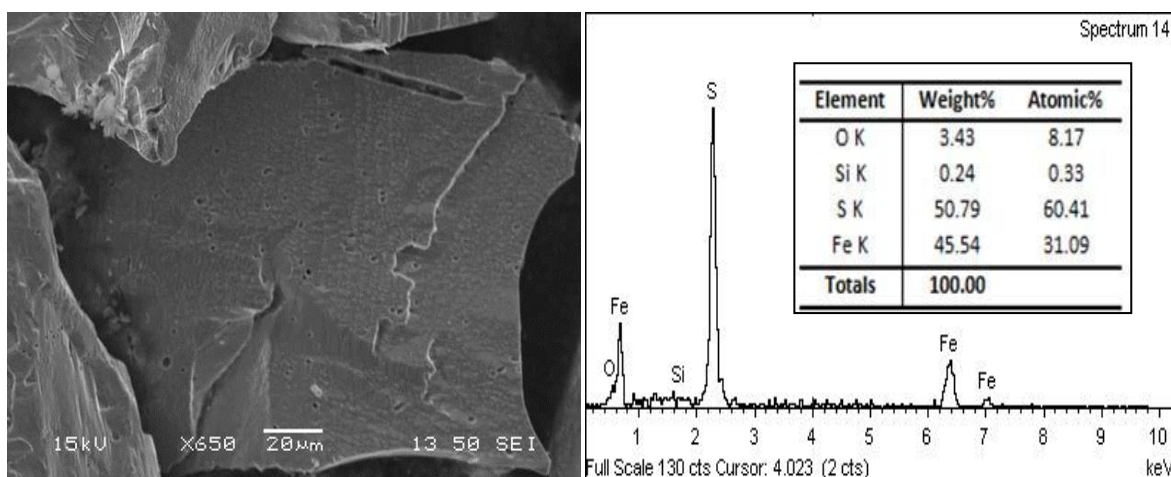 15kV X650 20µm 13 50 SEI
Spectrum 14
Element Weight% Atomic%
O K 3.43 8.17
Si K 0.24 0.33
S K 50.79 60.41
Fe K 45.54 31.09
Totals 100.00
S
Fe
O
Si
Fe
Fe
1 2 3 4 5 6 7 8 9 10
Full Scale 130 cts Cursor: 4.023 (2 cts) keV